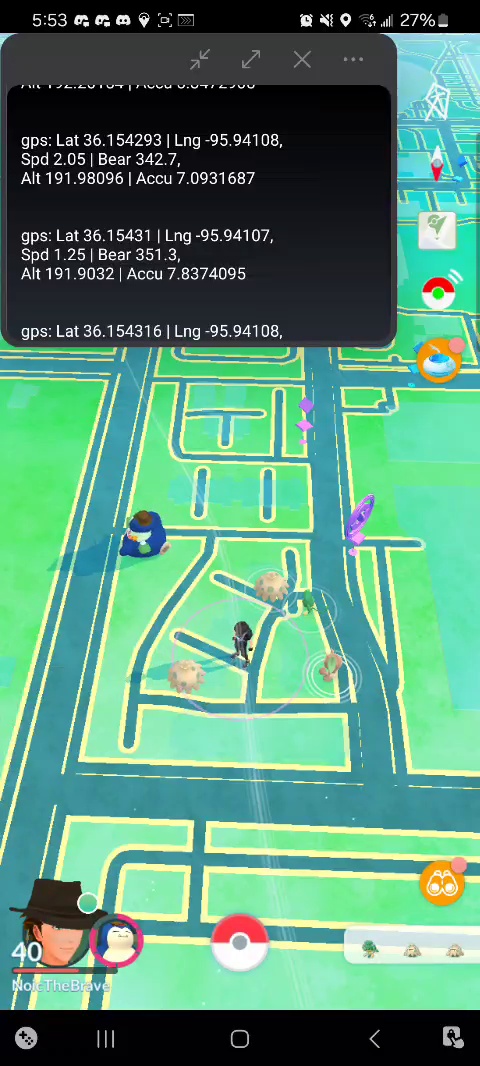 5:53
27%
gps: Lat 36.154293 | Lng -95.94108,
Spd 2.05 | Bear 342.7,
Alt 191.98096 | Accu 7.0931687
gps: Lat 36.15431 | Lng -95.94107,
Spd 1.25 | Bear 351.3,
Alt 191.9032 | Accu 7.8374095
gps: Lat 36.154316 | Lng -95.94108,
40
NoicTheBrave